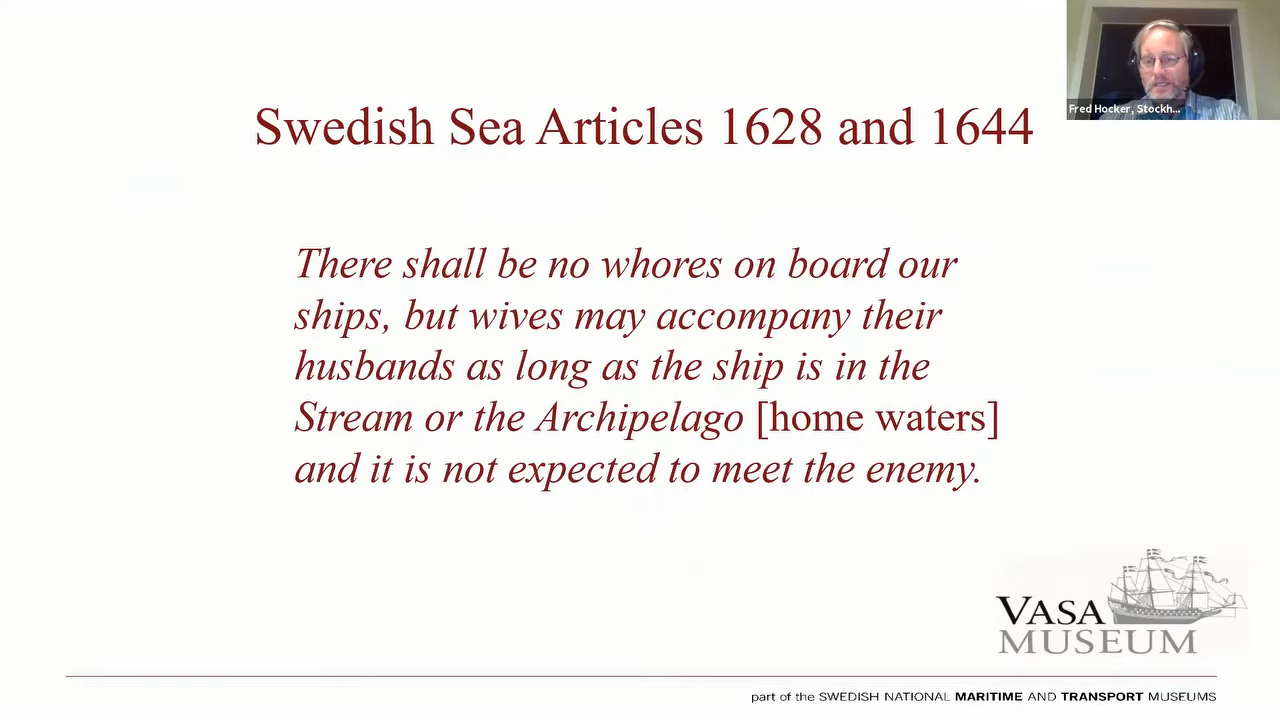 Fred Hocker, Stockh...
Swedish Sea Articles 1628 and 1644
There shall be no whores on board our
ships, but wives may accompany their
husbands as long as the ship is in the
Stream or the Archipelago [home waters]
and it is not expected to meet the enemy.
VASA
MUSEUM
part of the SWEDISH NATIONAL MARITIME AND TRANSPORT MUSEUMS